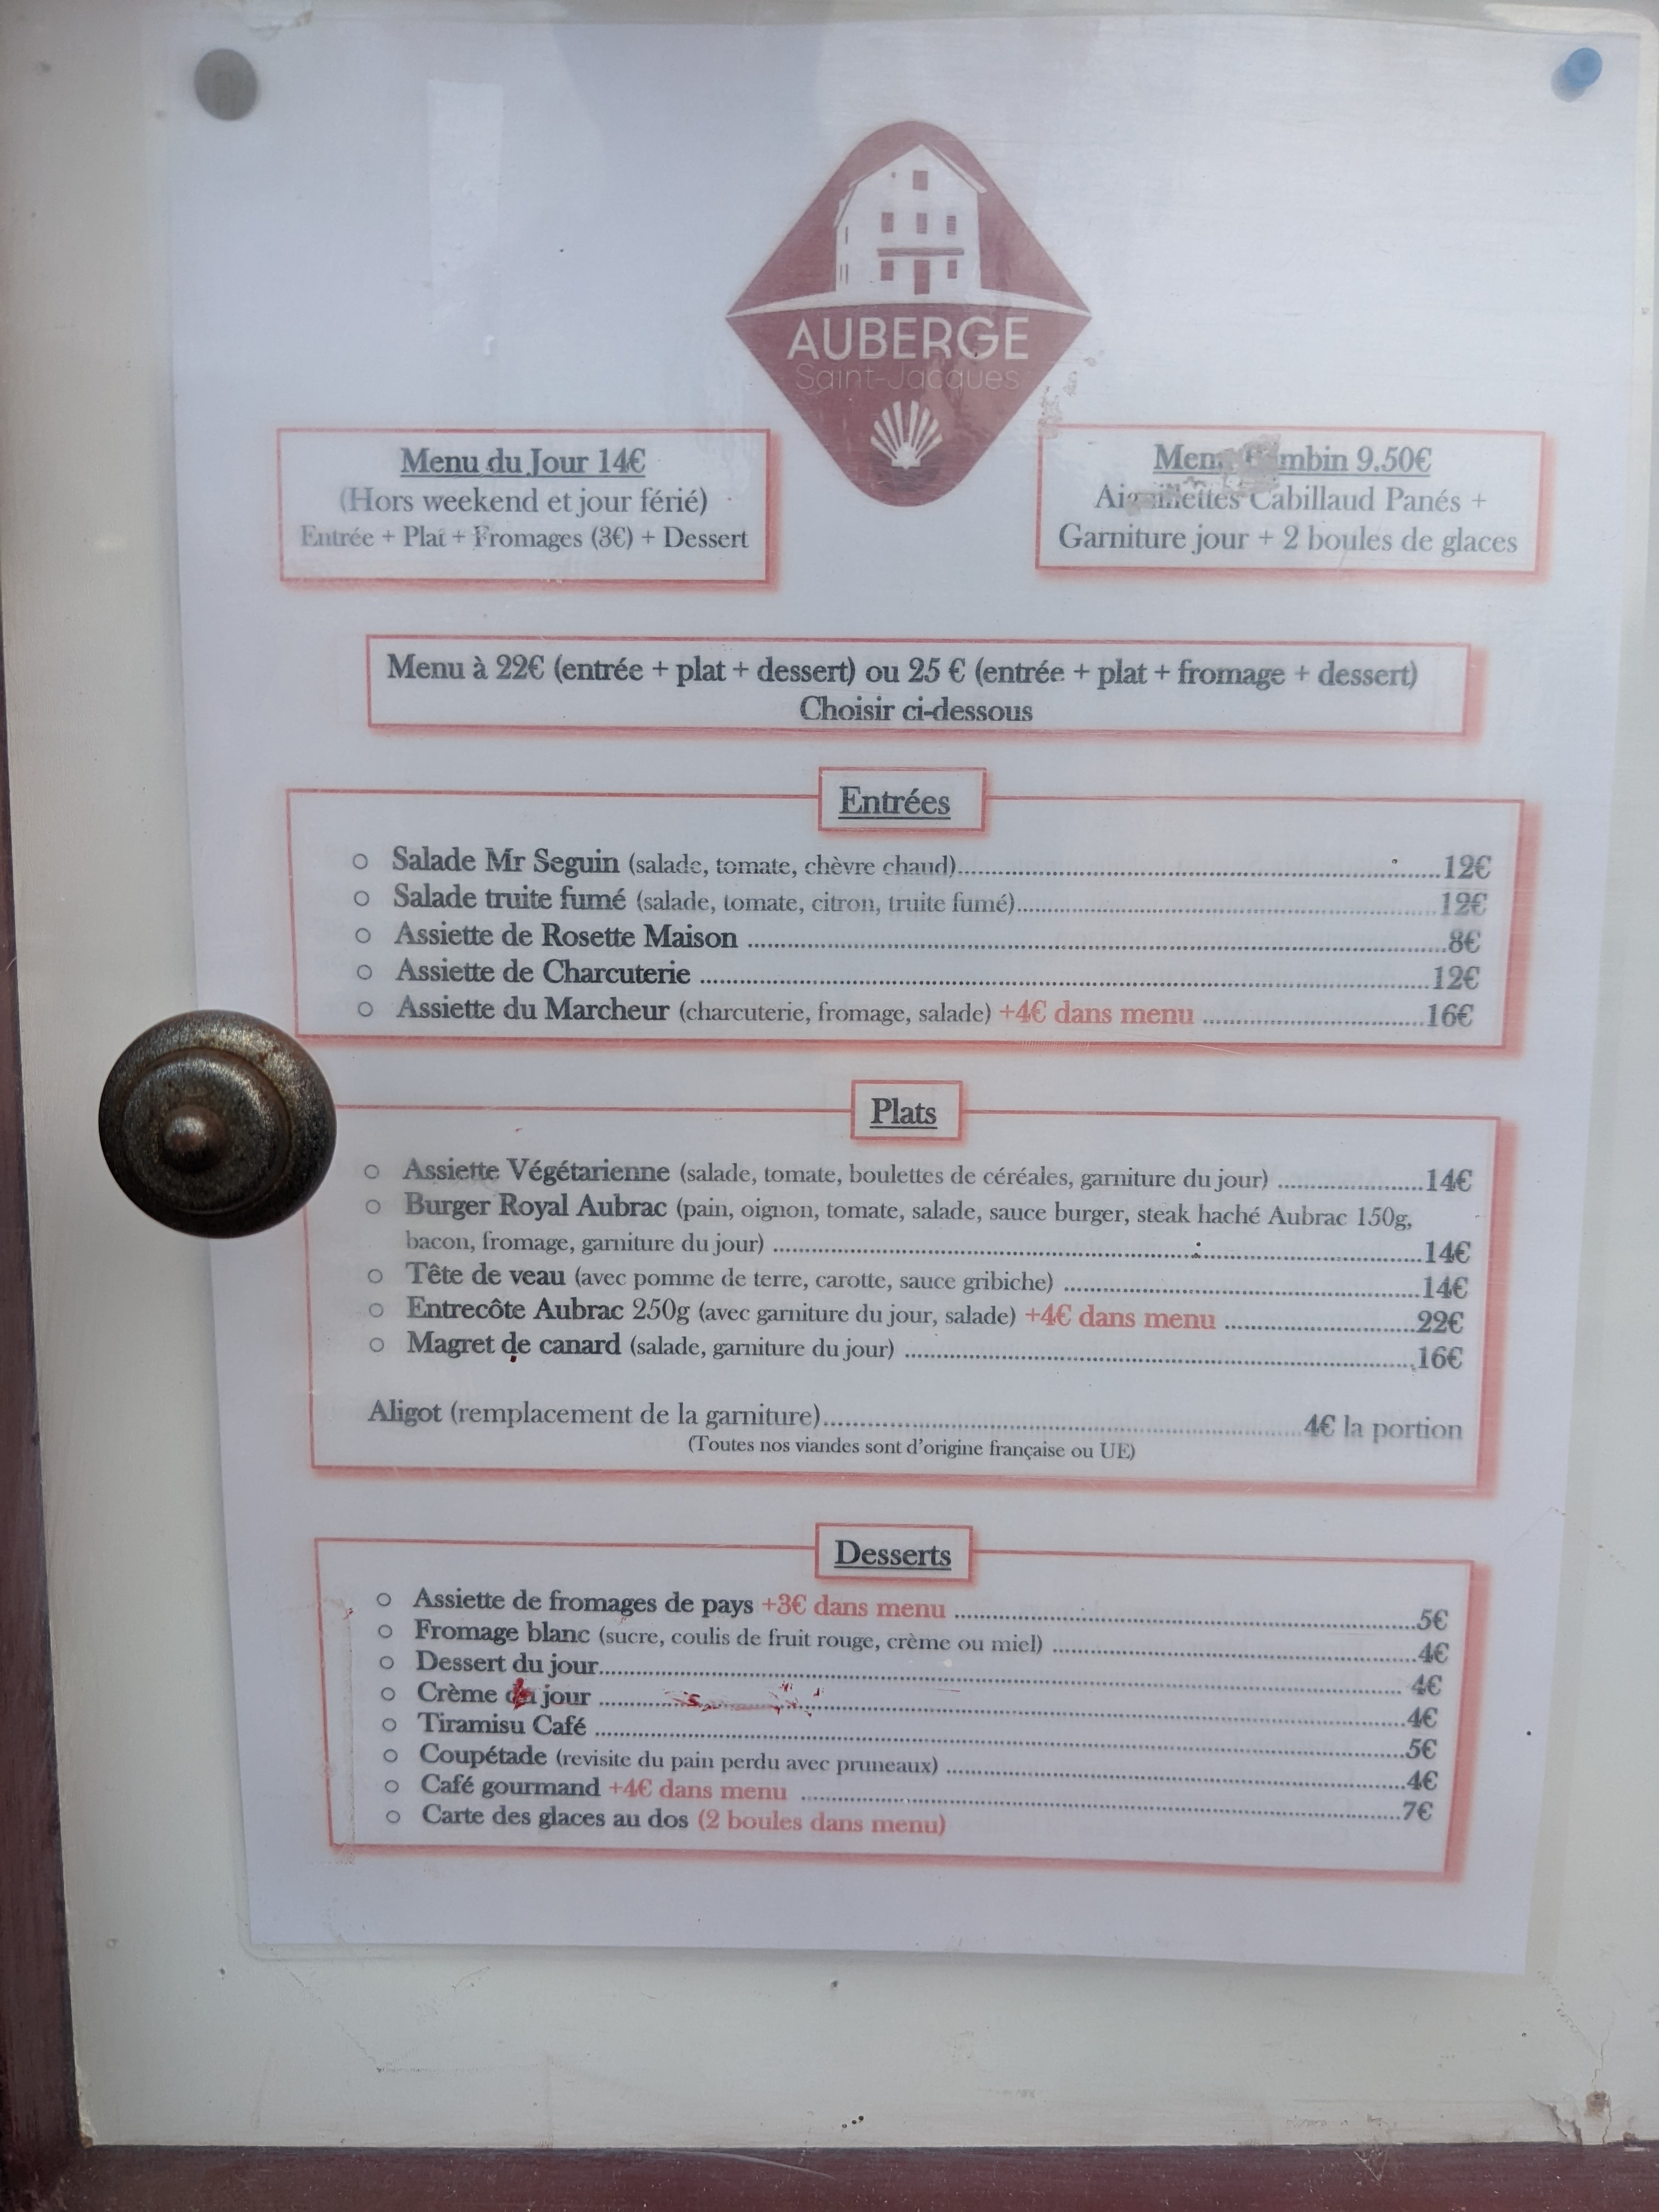 AUBERGE
Saint-Jacques
Menu du Jour 14€
(Hors weekend et jour férié)
Entrée + Plat + Fromages (3€) + Dessert
9.50€
Cabillaud Panés +
Garniture jour + 2 boules de glaces
Menu à 22€ (entrée + plat + dessert) ou 25 € (entrée + plat + fromage + dessert)
Choisir ci-dessous
Entrées
○ Salade Mr Seguin (salade, tomate, chèvre chaud)..........12€
○ Salade truite fumé (salade, tomate, citron, truite fumé)..........12€
○ Assiette de Rosette Maison ..........8€
○ Assiette de Charcuterie ..........12€
○ Assiette du Marcheur (charcuterie, fromage, salade) +4€ dans menu ..........16€
Plats
○ Assiette Végétarienne (salade, tomate, boulettes de céréales, garniture du jour) ..........14€
○ Burger Royal Aubrac (pain, oignon, tomate, salade, sauce burger, steak haché Aubrac 150g,
bacon, fromage, garniture du jour) ..........14€
○ Tête de veau (avec pomme de terre, carotte, sauce gribiche) ..........14€
○ Entrecôte Aubrac 250g (avec garniture du jour, salade) +4€ dans menu ..........22€
○ Magret de canard (salade, garniture du jour) ..........16€
Aligot (remplacement de la garniture)..........4€ la portion
(Toutes nos viandes sont d'origine française ou UE)
Desserts
○ Assiette de fromages de pays +3€ dans menu ..........5€
○ Fromage blanc (sucre, coulis de fruit rouge, crème ou miel) ..........4€
○ Dessert du jour.......... 4€
○ Crème du jour ..........4€
○ Tiramisu Café ..........5€
○ Coupétade (revisite du pain perdu avec pruneaux) ..........4€
○ Café gourmand +4€ dans menu ..........7€
○ Carte des glaces au dos (2 boules dans menu)